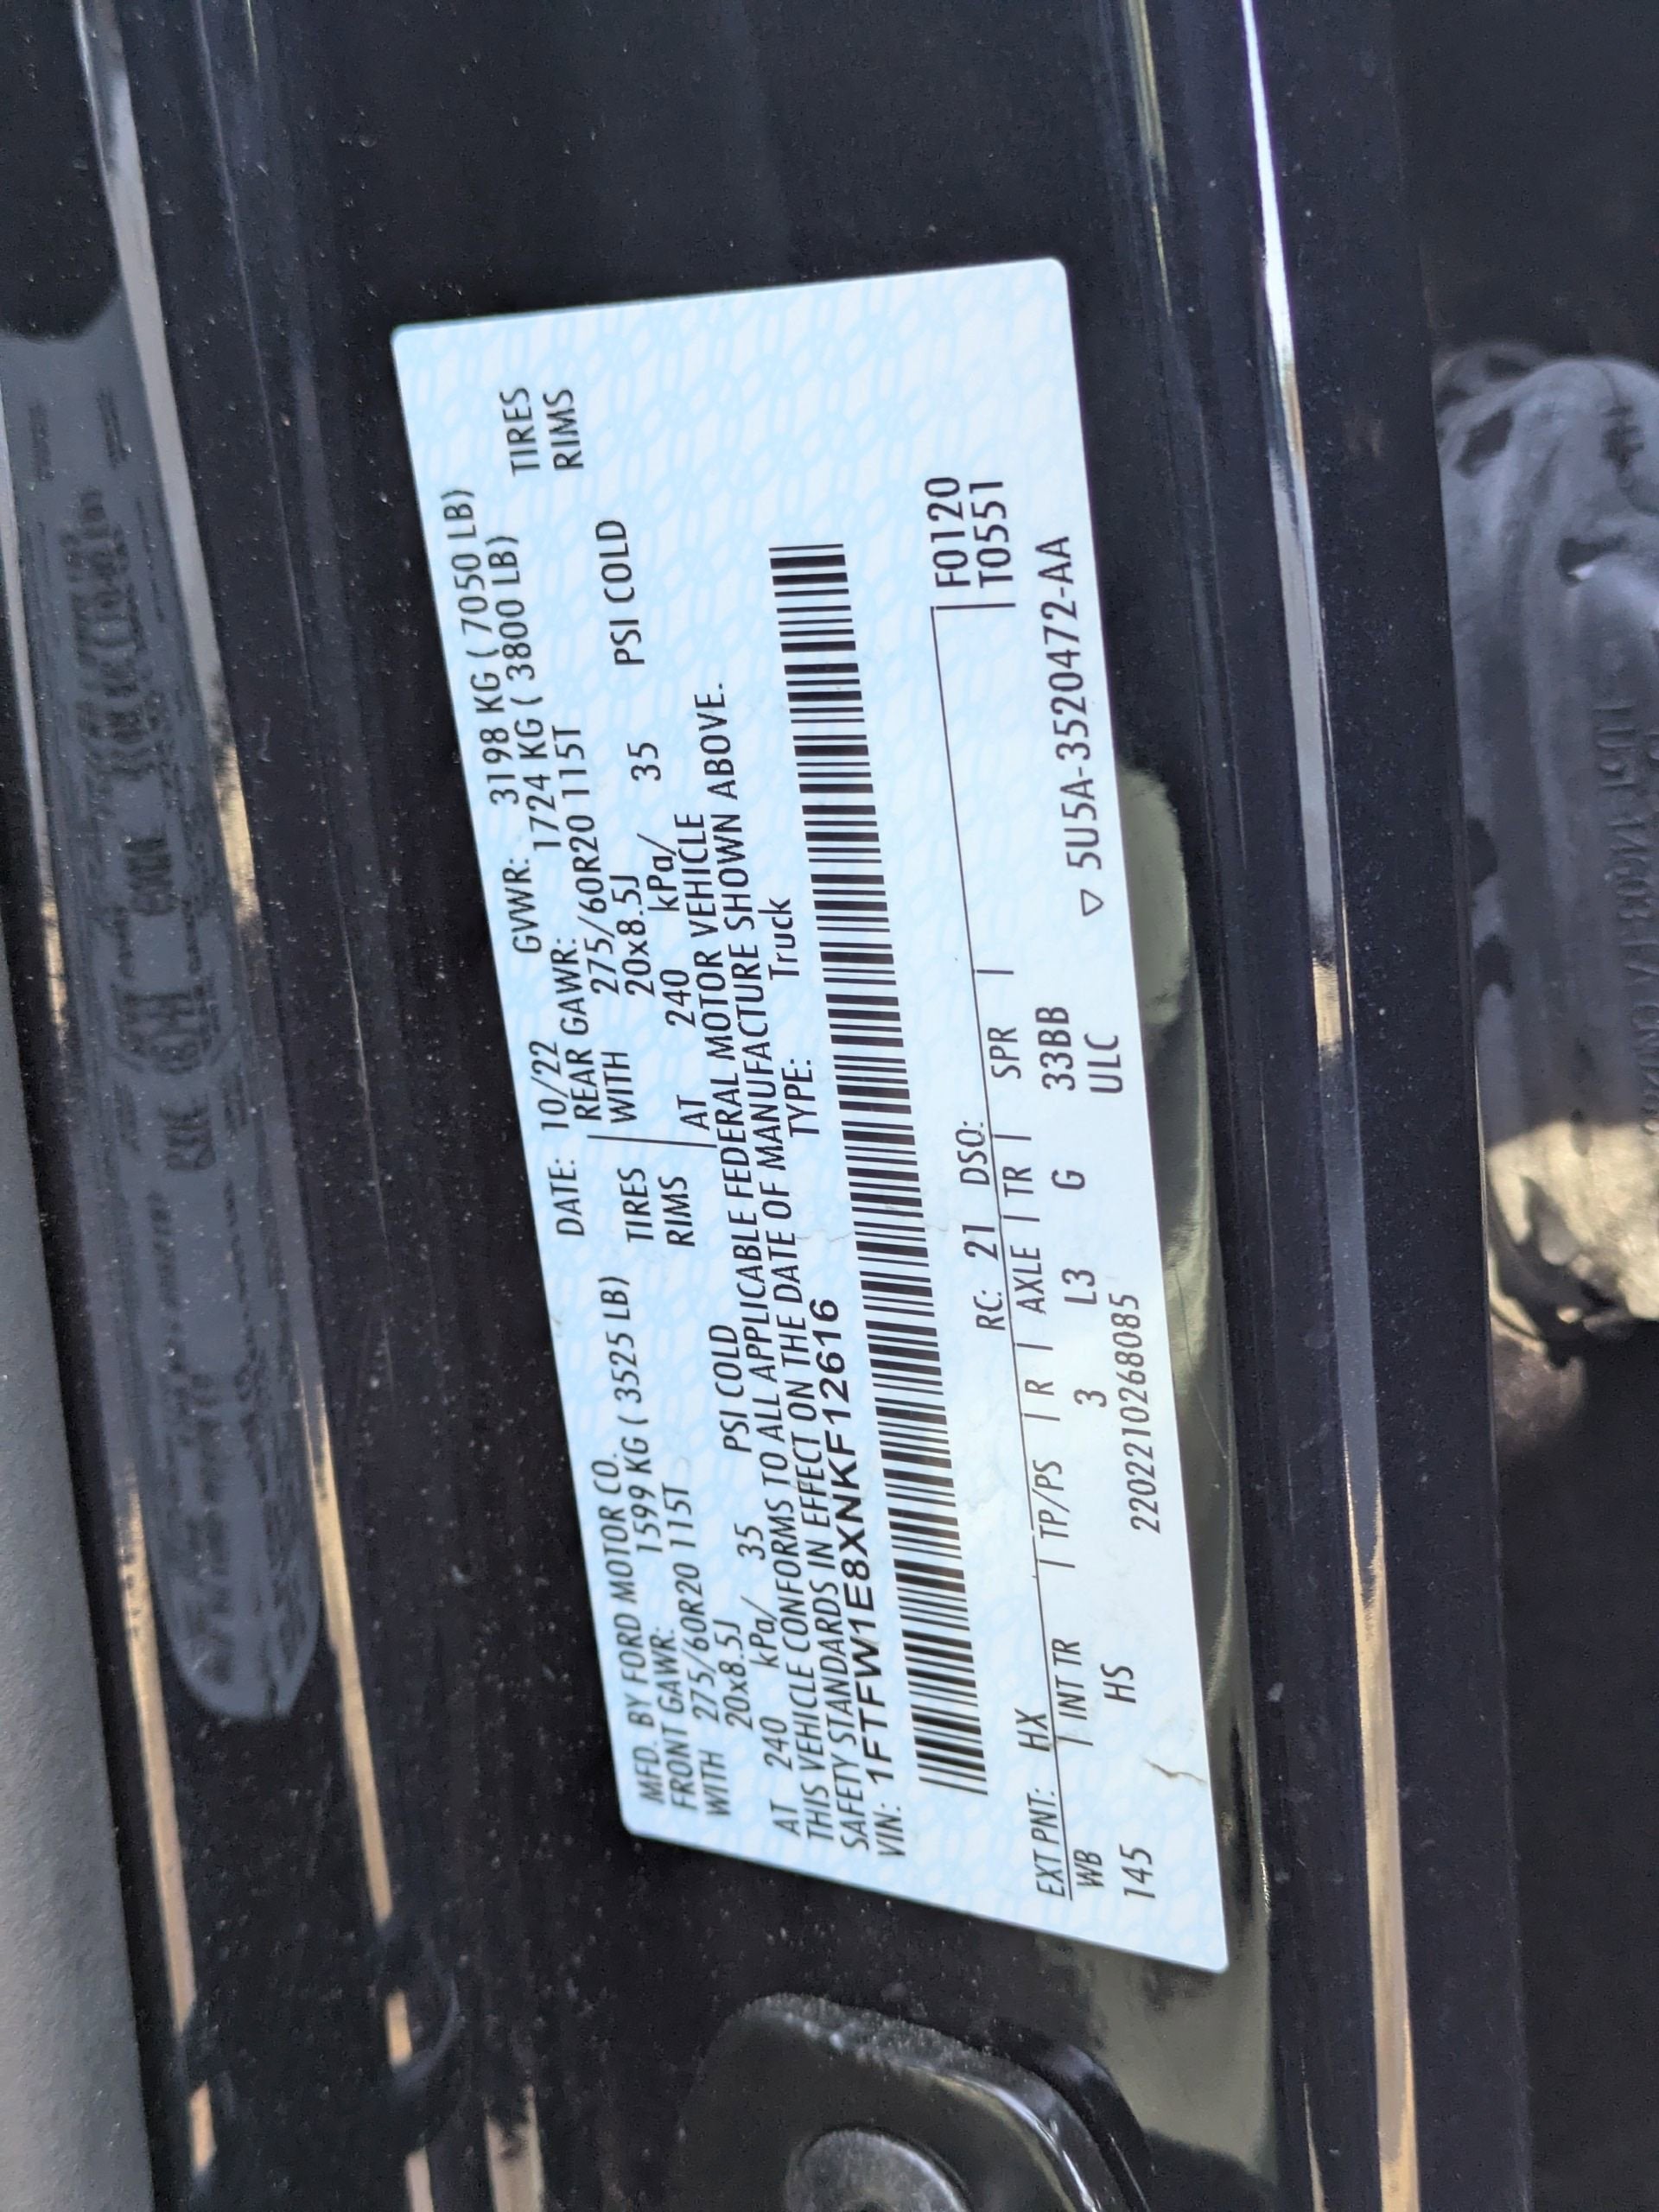 MFD. BY FORD MOTOR CO.
DATE: 10/22 GVWR: 3198 KG ( 7050 LB)
FRONT GAWR: 1599 KG ( 3525 LB) REAR GAWR: 1724 KG ( 3800 LB)
WITH 275/60R20 115T TIRES WITH 275/60R20 115T TIRES
20x8.5J RIMS 20x8.5J RIMS
AT 240 kPa/ 35 PSI COLD AT 240 kPa/ 35 PSI COLD
THIS VEHICLE CONFORMS TO ALL APPLICABLE FEDERAL MOTOR VEHICLE
SAFETY STANDARDS IN EFFECT ON THE DATE OF MANUFACTURE SHOWN ABOVE.
VIN: 1FTFW1E8XNKF12616 TYPE: Truck
F0120
EXT PNT: HX RC: 21 DSO: T0551
WB INT TR TP/PS R AXLE TR SPR
145 HS 3 L3 G 33BB
2202210268085 ULC ▽ 5U5A-3520472-AA